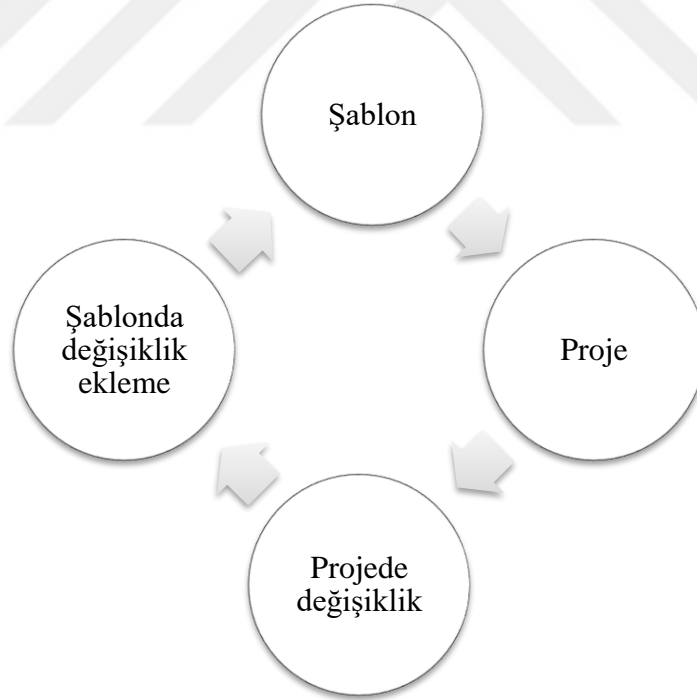 Şablon
Proje
Projede
değişiklik
Şablonda
değişiklik
ekleme